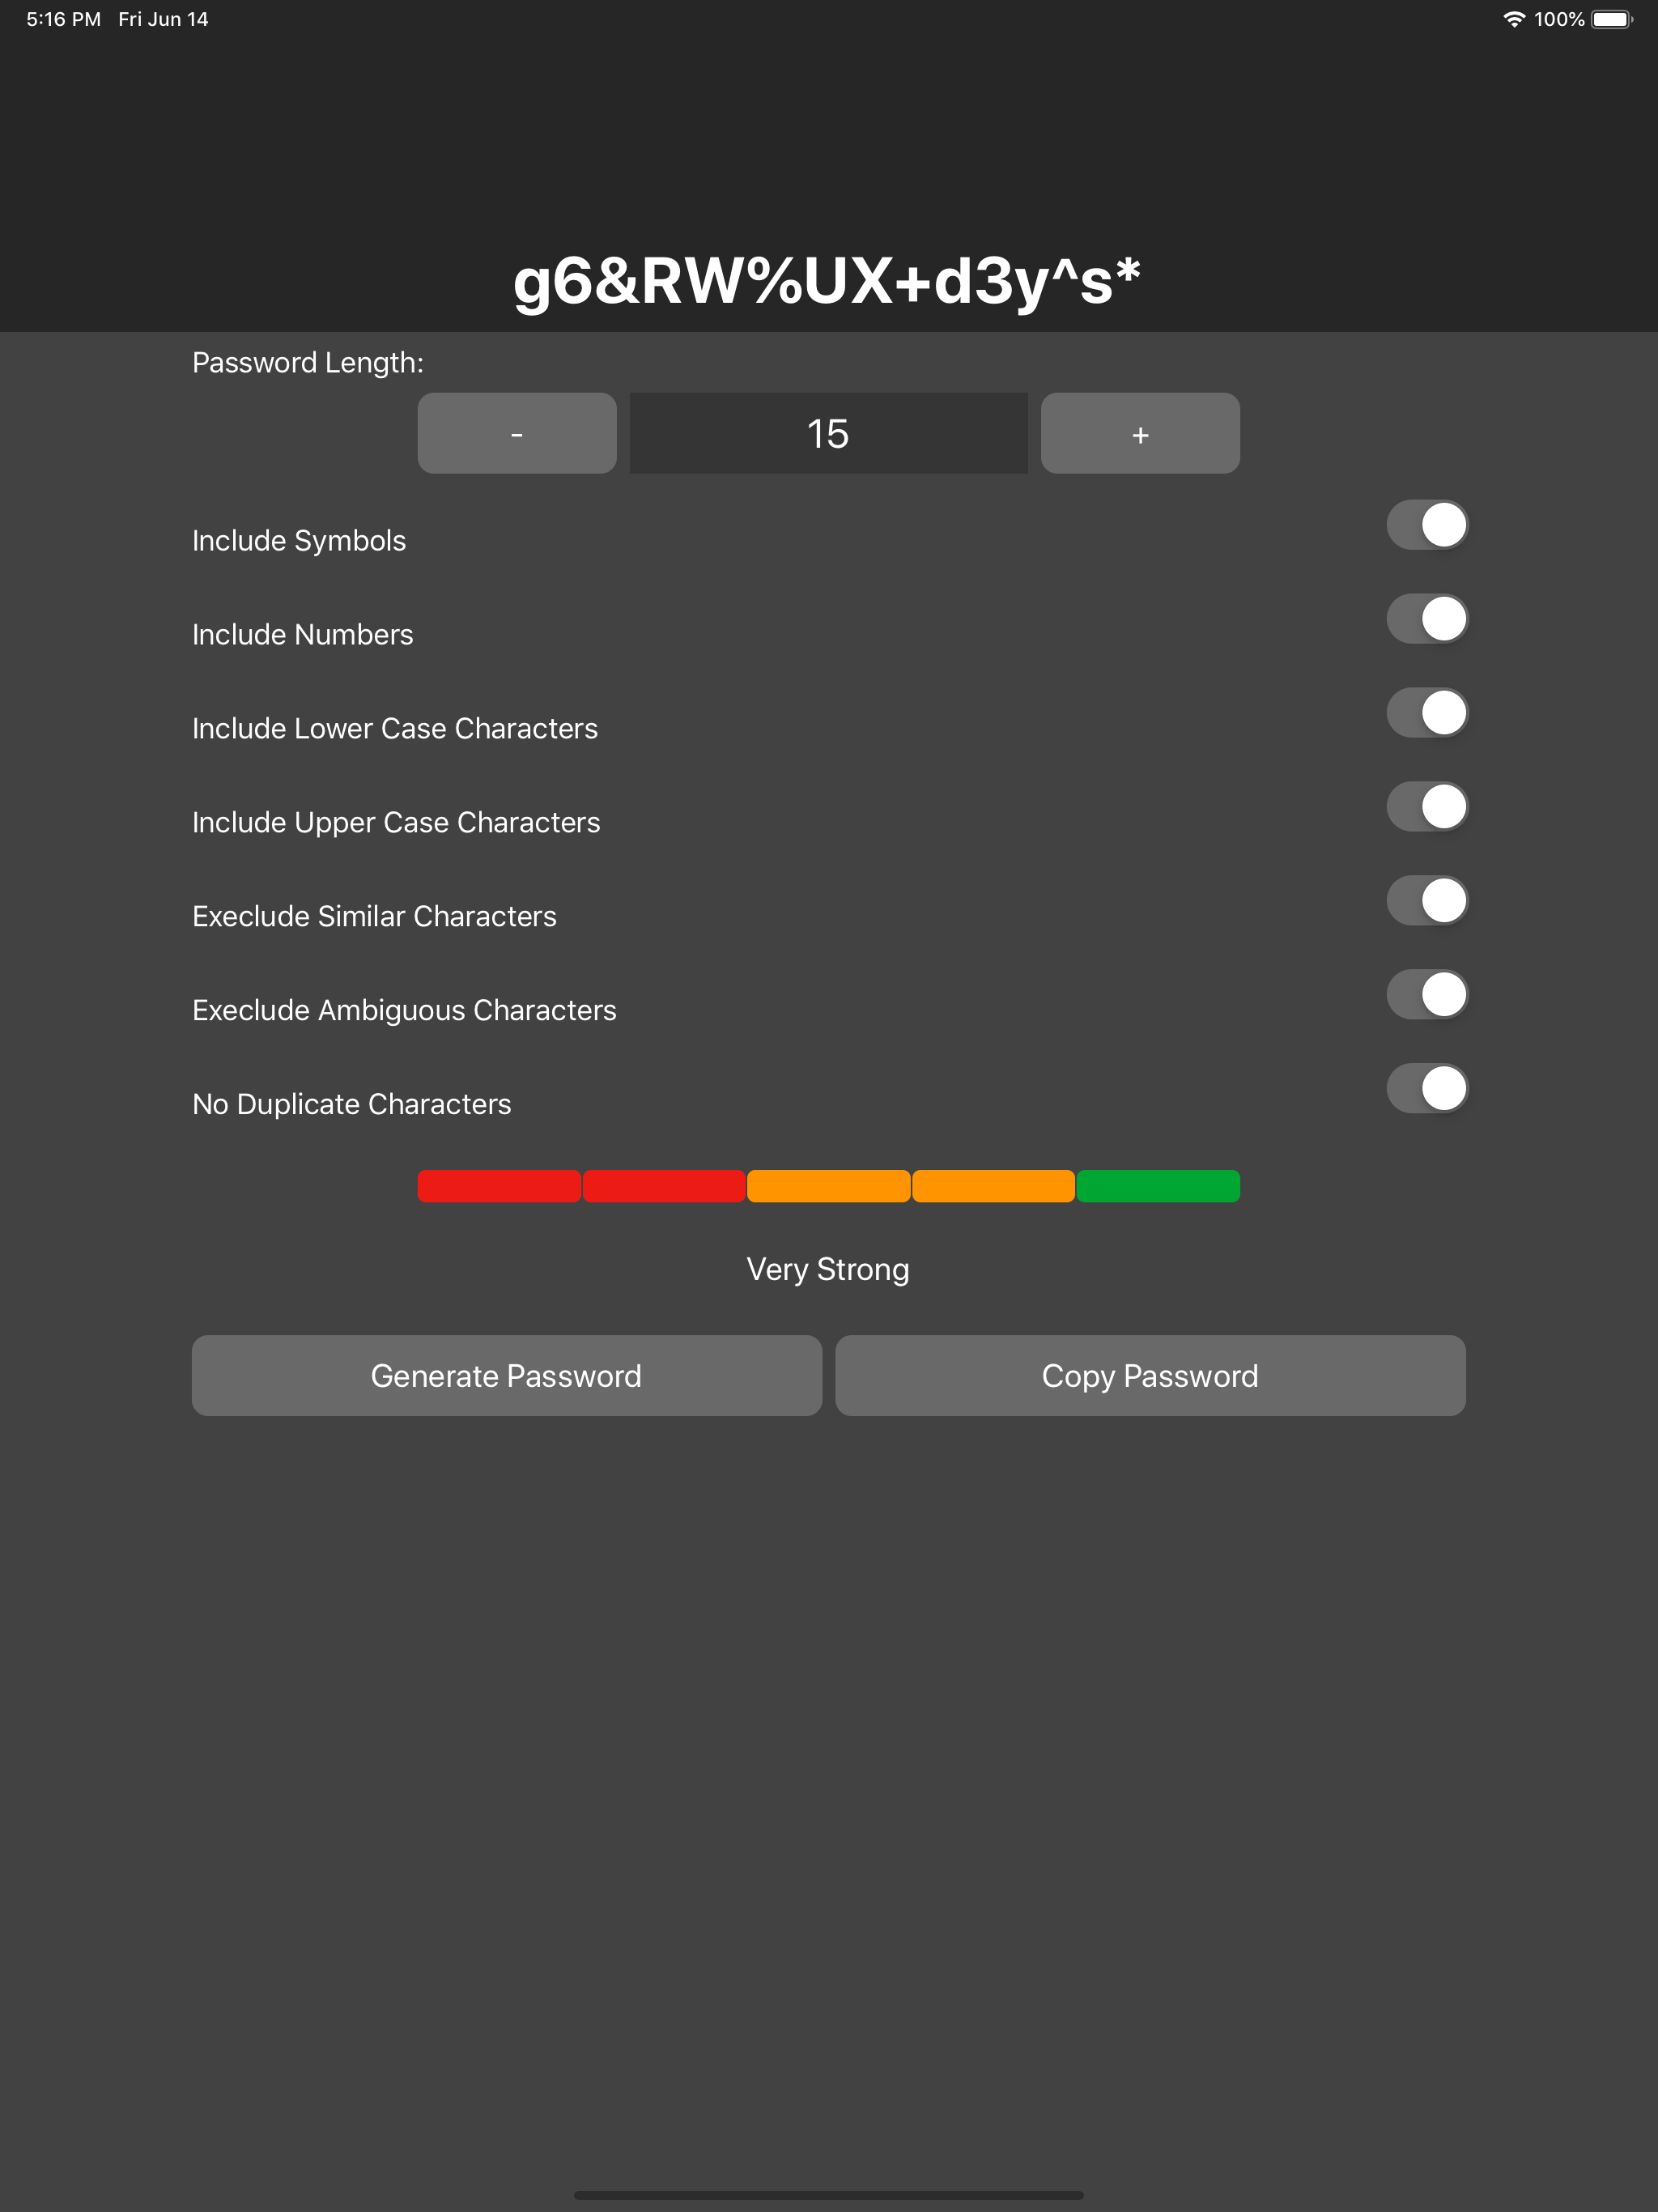 5:16 PM Fri Jun 14 100%
g6&RW%UX+d3y^s*
Password Length:
- 15 +
Include Symbols
Include Numbers
Include Lower Case Characters
Include Upper Case Characters
Execlude Similar Characters
Execlude Ambiguous Characters
No Duplicate Characters
Very Strong
Generate Password Copy Password